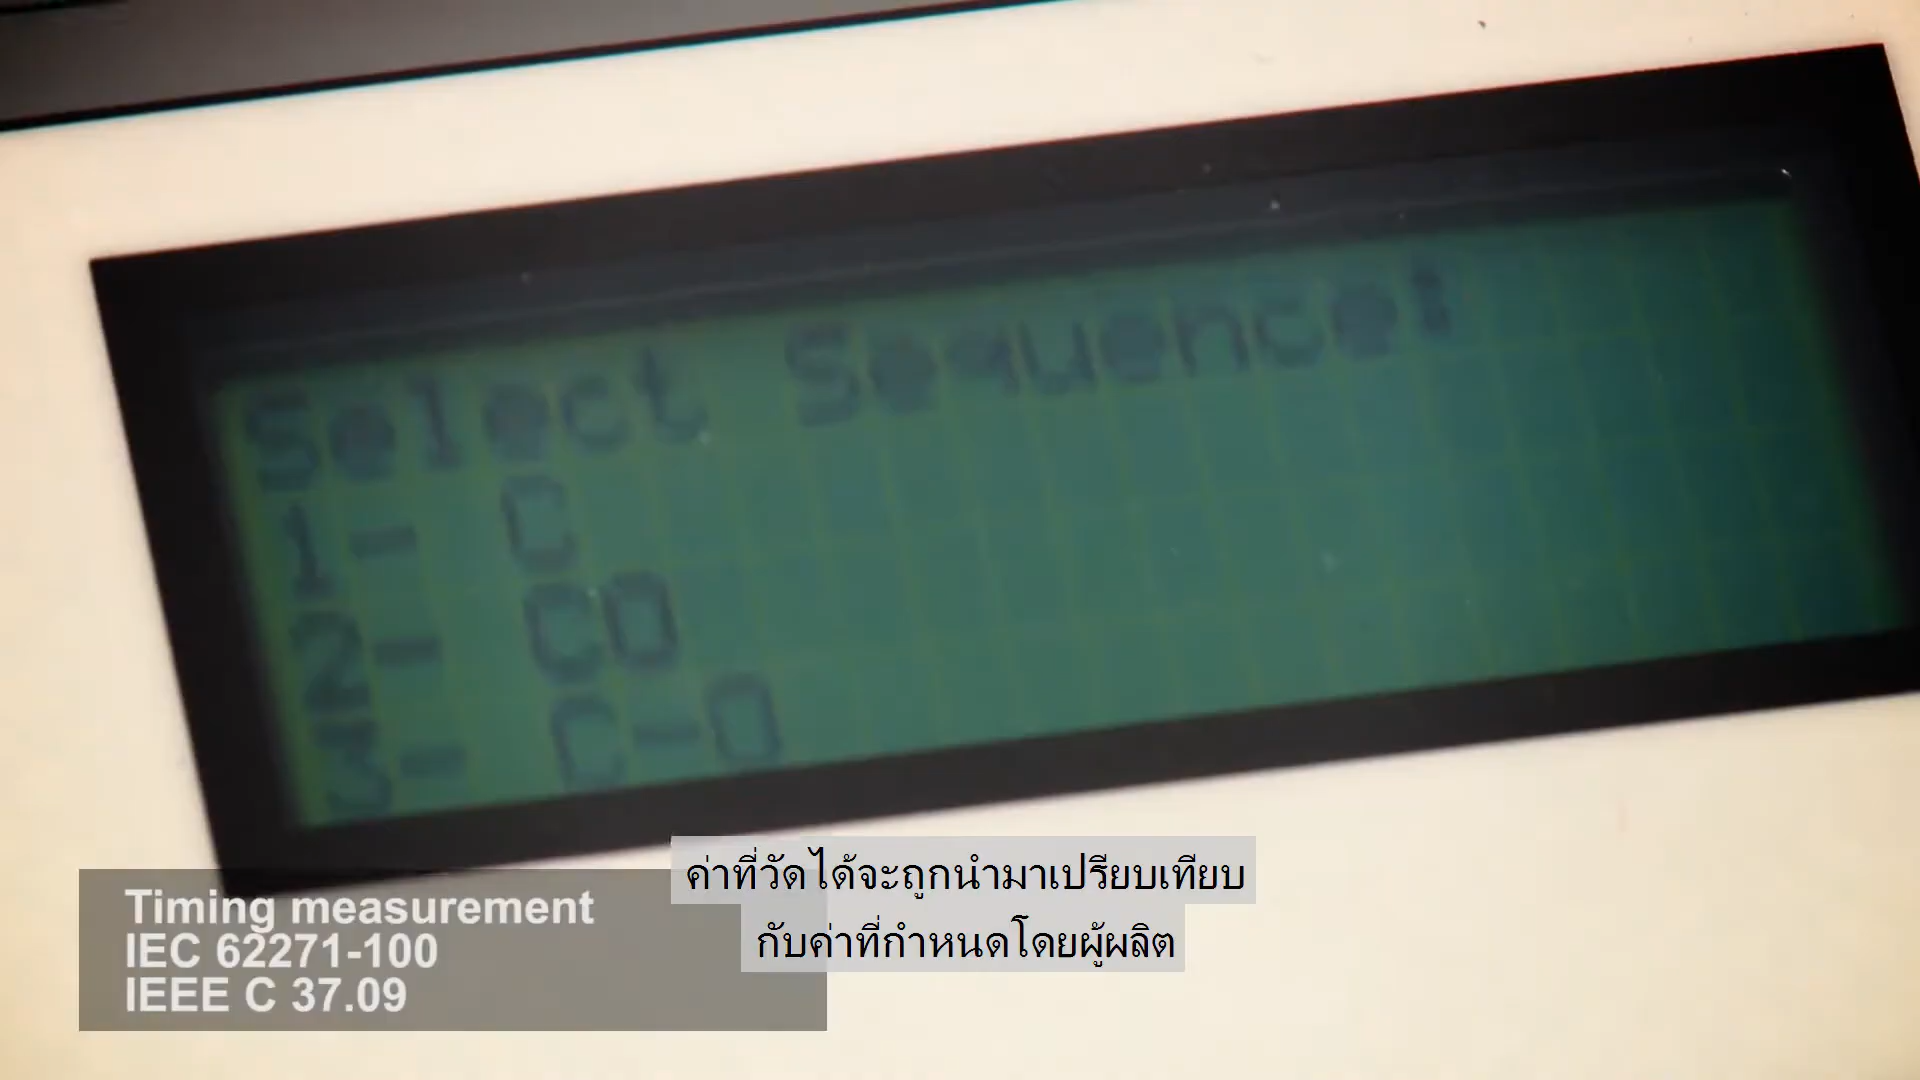 Select Sequence:
1- C
2- CO
3- C-O
ค่าที่วัดได้จะถูกนำมาเปรียบเทียบ
กับค่าที่กำหนดโดยผู้ผลิต
Timing measurement
IEC 62271-100
IEEE C 37.09